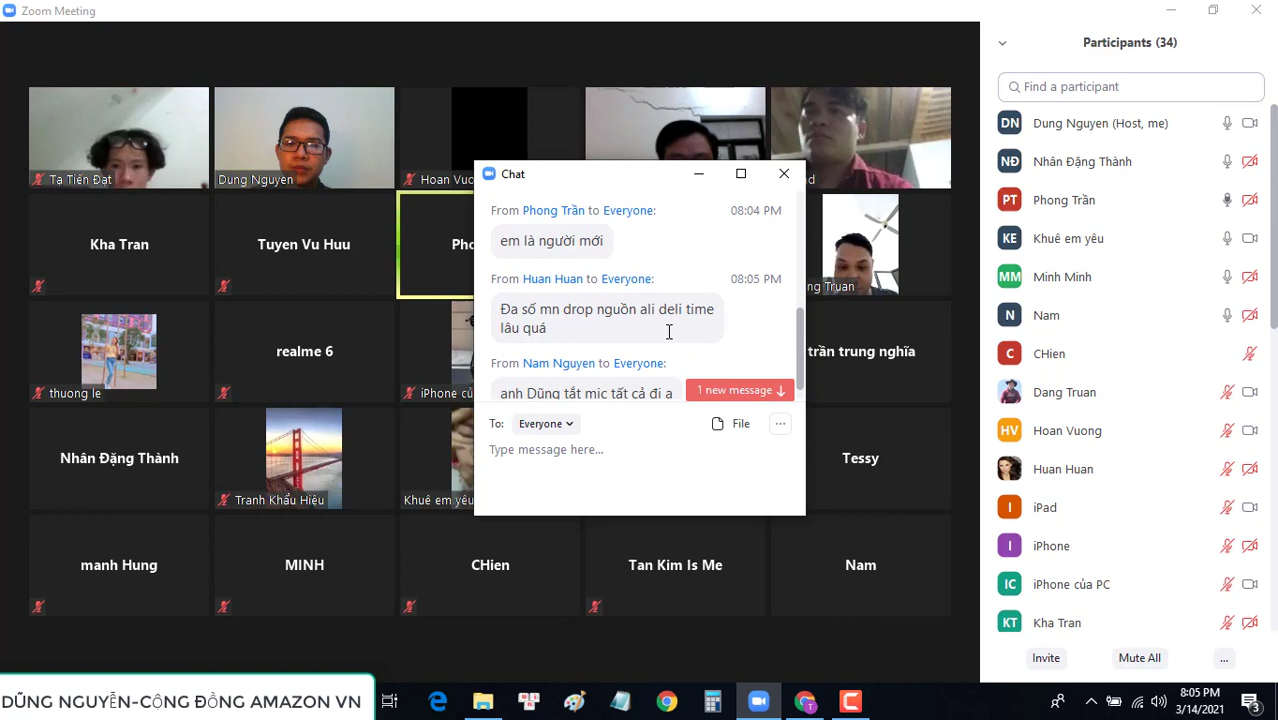 Zoom Meeting
Participants (34)
Find a participant
Tạ Tiến Đạt
Dung Nguyen
Hoan Vuo
d
Kha Tran
Tuyen Vu Huu
Pho
ng Truan
thuong le
realme 6
iPhone củ
trần trung nghĩa
Nhân Đặng Thành
Tranh Khẩu Hiệu
Khuê em yêu
Tessy
manh Hung
MINH
CHien
Tan Kim Is Me
Nam
Chat
From Phong Trần to Everyone: 08:04 PM
em là người mới
From Huan Huan to Everyone: 08:05 PM
Đa số mn drop nguồn ali deli time
lâu quá
From Nam Nguyen to Everyone:
anh Dũng tắt mic tất cả đi a
1 new message ↓
To: Everyone File ...
Type message here...
DN Dung Nguyen (Host, me)
NĐ Nhân Đặng Thành
PT Phong Trần
KE Khuê em yêu
MM Minh Minh
N Nam
C CHien
Dang Truan
HV Hoan Vuong
Huan Huan
I iPad
I iPhone
IC iPhone của PC
KT Kha Tran
Invite Mute All ...
DŨNG NGUYỄN-CỘNG ĐỒNG AMAZON VN
T
8:05 PM
3/14/2021
3